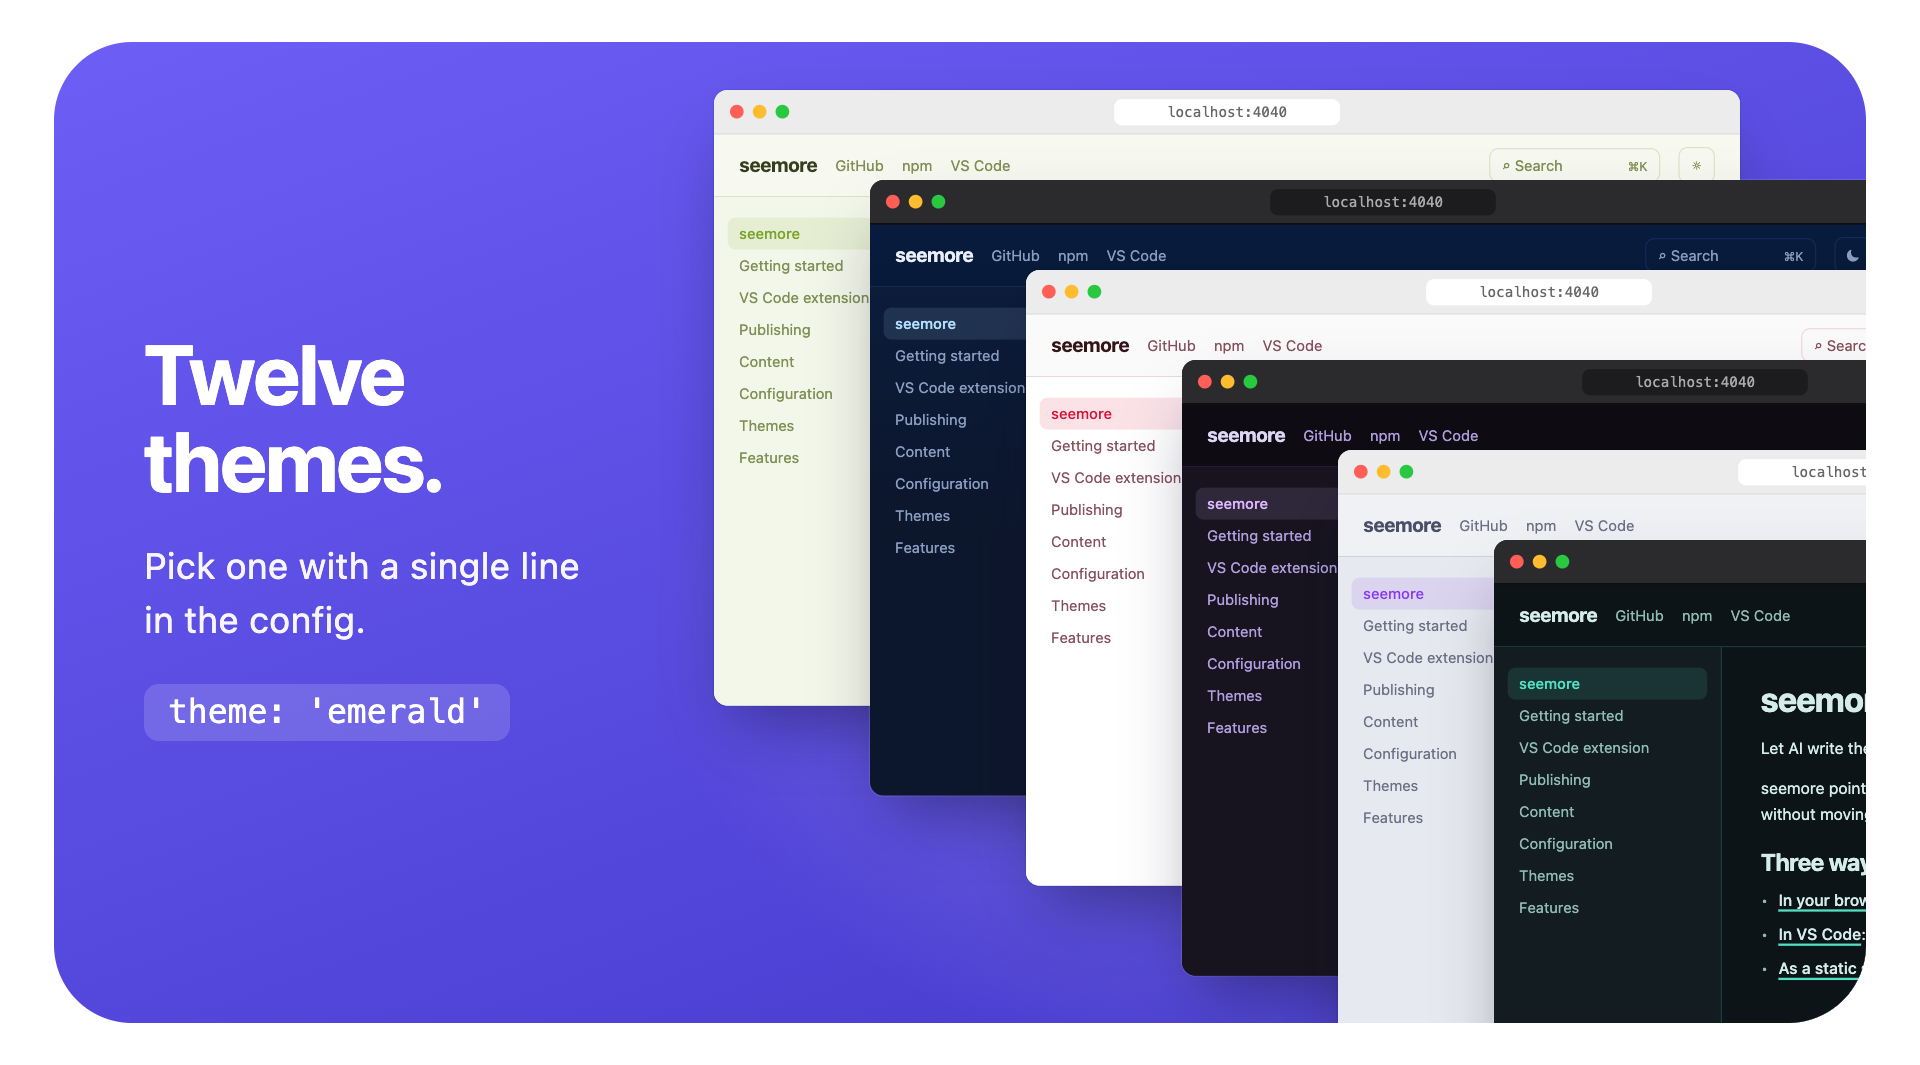 Twelve
themes.
Pick one with a single line
in the config.
theme: 'emerald'
localhost:4040
seemore GitHub npm VS Code
Search ⌘K
seemore
Getting started
VS Code extension
Publishing
Content
Configuration
Themes
Features
localhost:4040
seemore GitHub npm VS Code
Search ⌘K
seemore
Getting started
VS Code extension
Publishing
Content
Configuration
Themes
Features
localhost:4040
seemore GitHub npm VS Code
Searc
seemore
Getting started
VS Code extension
Publishing
Content
Configuration
Themes
Features
localhost:4040
seemore GitHub npm VS Code
seemore
Getting started
VS Code extension
Publishing
Content
Configuration
Themes
Features
localhost
seemore GitHub npm VS Code
seemore
Getting started
VS Code extension
Publishing
Content
Configuration
Themes
Features
seemore GitHub npm VS Code
seemore
Getting started
VS Code extension
Publishing
Content
Configuration
Themes
Features
seemor
Let AI write the
seemore point
without moving
Three way
• In your brow
• In VS Code:
• As a static